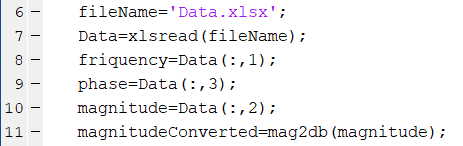 6 - fileName='Data.xlsx';
7 - Data=xlsread(fileName);
8 - friquency=Data(:,1);
9 - phase=Data(:,3);
10 - magnitude=Data(:,2);
11 - magnitudeConverted=mag2db(magnitude);